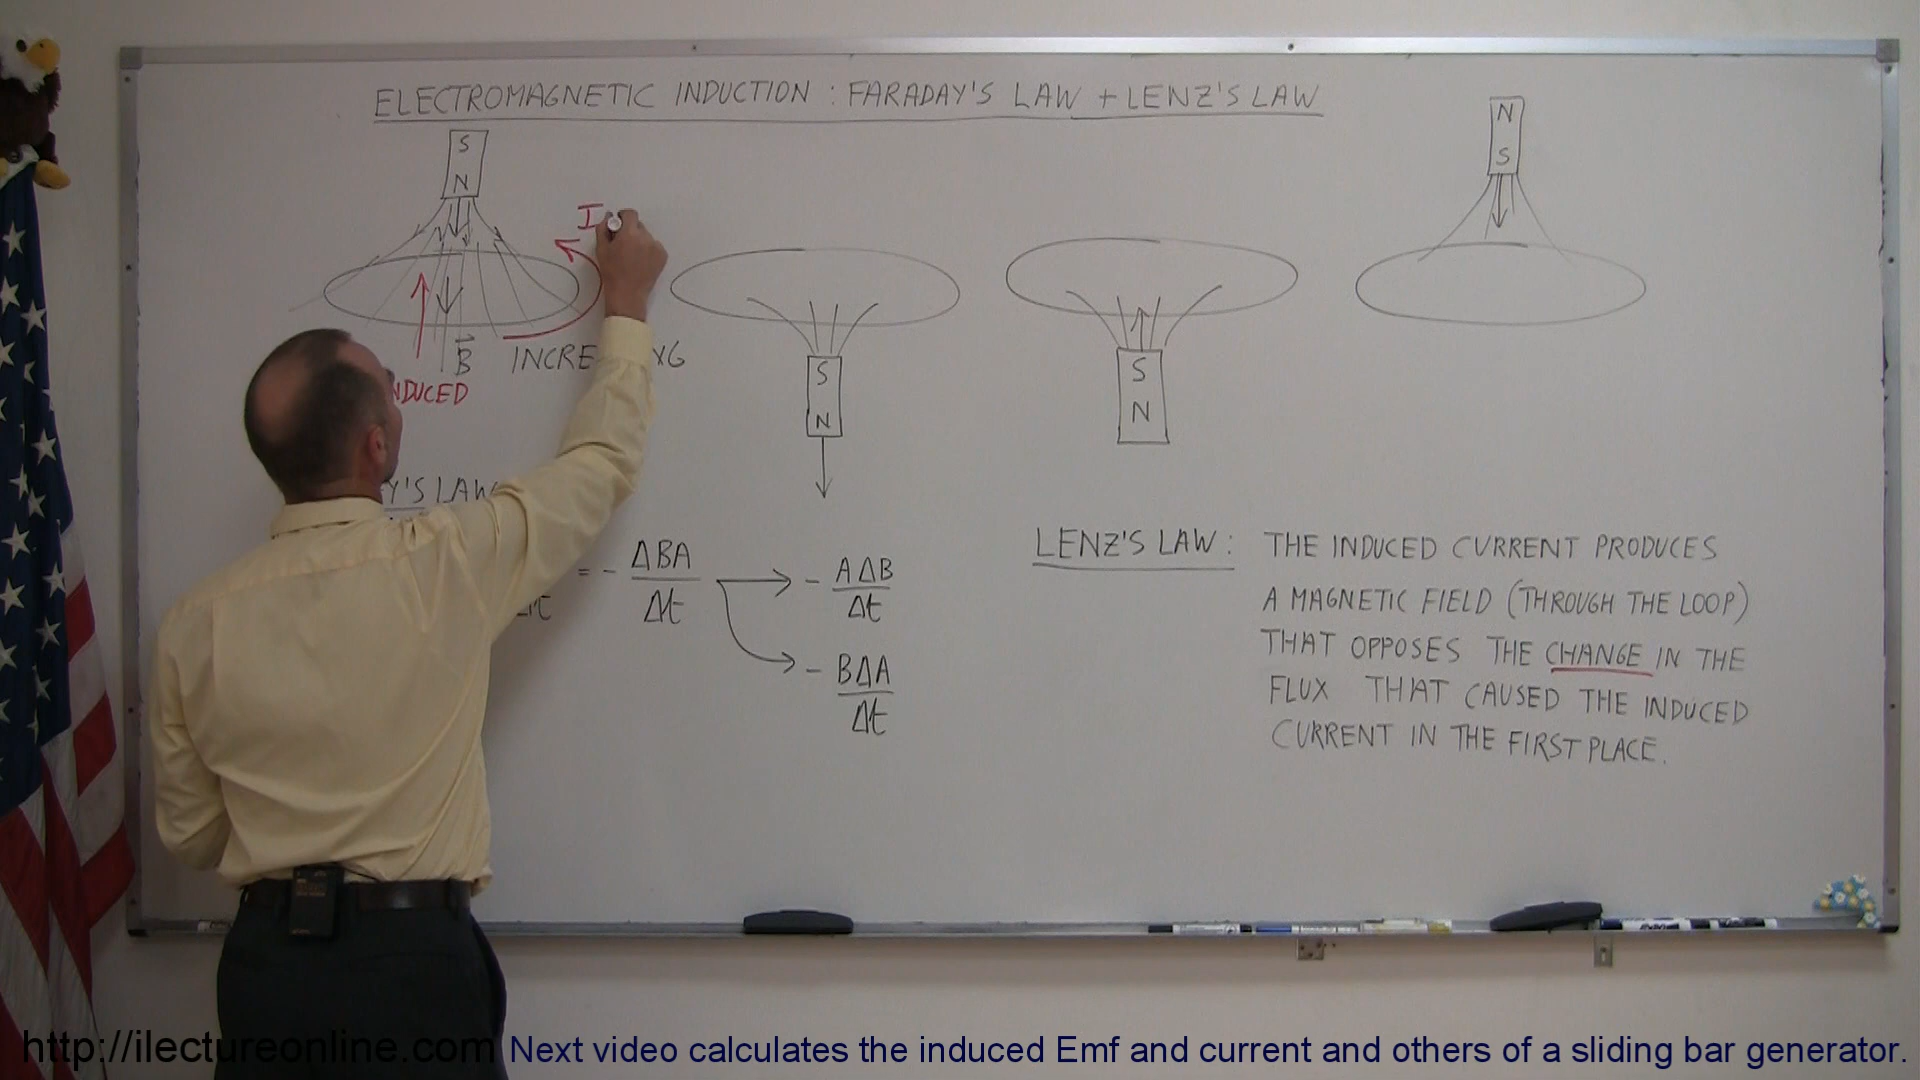 ELECTROMAGNETIC INDUCTION : FARADAY'S LAW + LENZ'S LAW
S
N
I
B
INDUCED
S
N
S
N
N
S
Y'S LAW
= - ΔBA / Δt
- AΔB / Δt
- BΔA / Δt
LENZ'S LAW : THE INDUCED CURRENT PRODUCES
A MAGNETIC FIELD (THROUGH THE LOOP)
THAT OPPOSES THE CHANGE IN THE
FLUX THAT CAUSED THE INDUCED
CURRENT IN THE FIRST PLACE.
http://ilectureonline.com Next video calculates the induced Emf and current and others of a sliding bar generator.